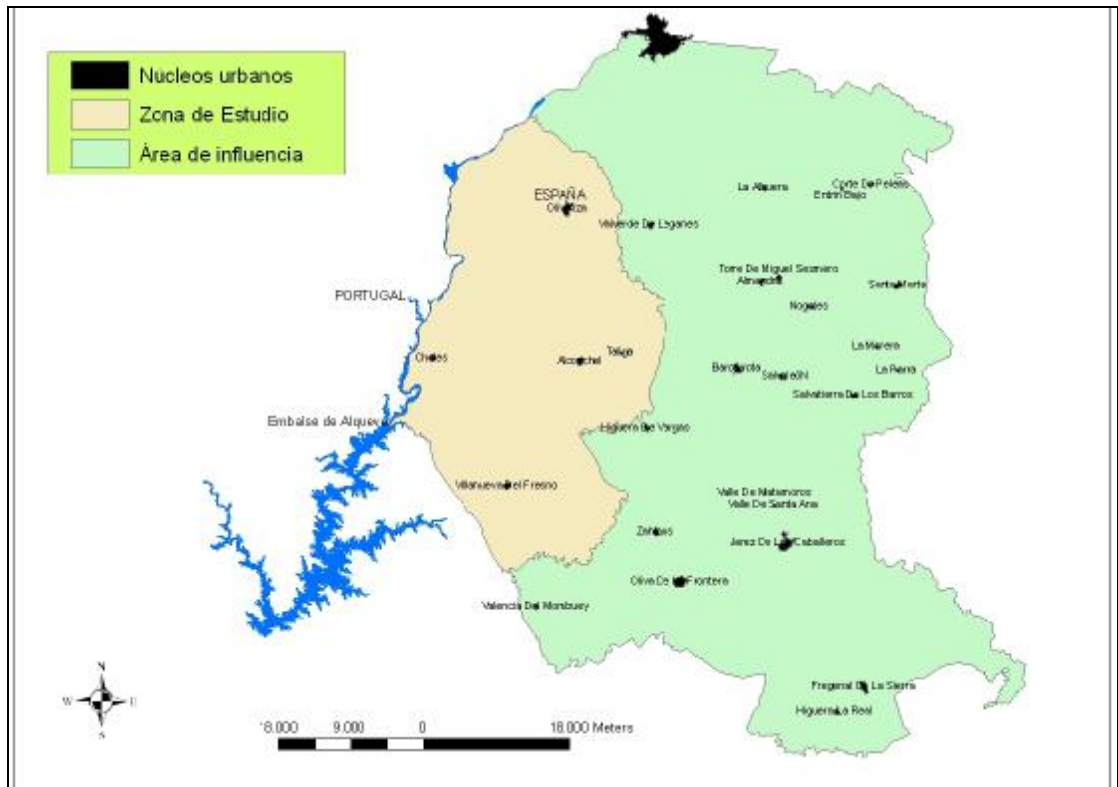 Núcleos urbanos
Zona de Estudio
Área de influencia
ESPAÑA
La Albuera
Corte De Peleas
Entrin Bajo
Valverde De Leganes
Torre De Miguel Sesmero
Almendral
Santa Marta
PORTUGAL
Nogales
La Morera
Cheles
Alconchel
Taliga
Barcarrota
La Parra
Salvatierra De Los Barros
Embalse de Alquev
Higuera De Vargas
Villanueva Del Fresno
Valle De Matamoros
Valle De Santa Ana
Zahinos
Jerez De Los Caballeros
Oliva De La Frontera
Valencia Del Mombuey
N
W
E
S
Fregenal De La Sierra
Higuera La Real
18.000 9.000 0 18.000 Meters